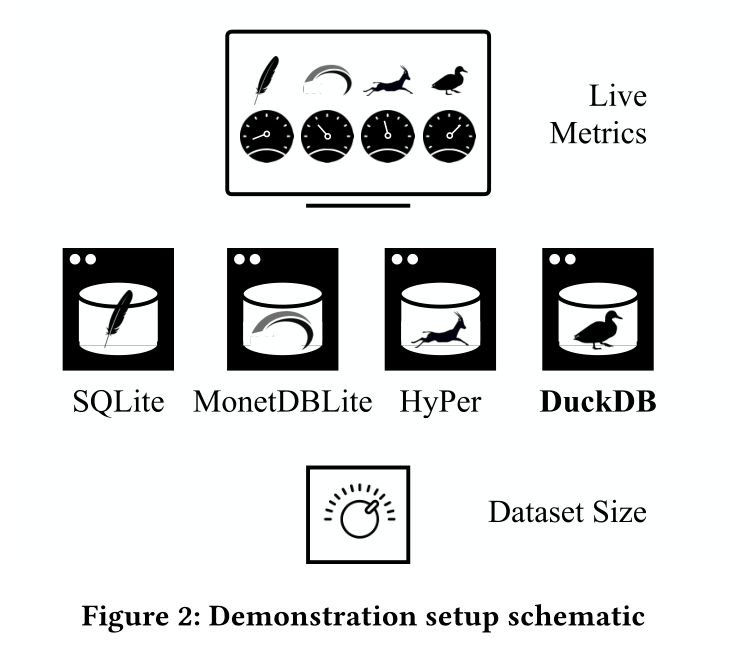 Live
Metrics
SQLite MonetDBLite HyPer DuckDB
Dataset Size
Figure 2: Demonstration setup schematic